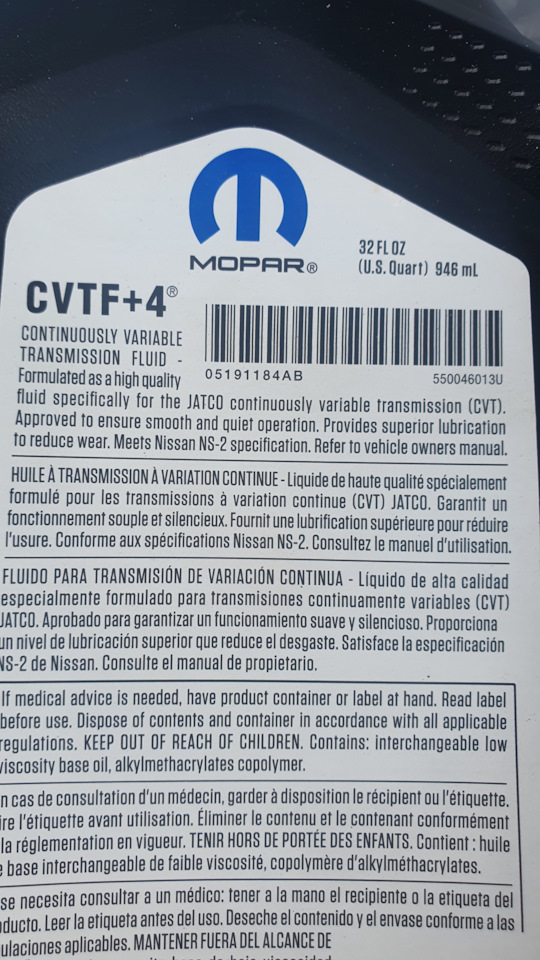 MOPAR®
32 FL OZ
(U.S. Quart) 946 mL
CVTF+4®
CONTINUOUSLY VARIABLE
TRANSMISSION FLUID -
Formulated as a high quality
05191184AB
550046013U
fluid specifically for the JATCO continuously variable transmission (CVT).
Approved to ensure smooth and quiet operation. Provides superior lubrication
to reduce wear. Meets Nissan NS-2 specification. Refer to vehicle owners manual.
HUILE À TRANSMISSION À VARIATION CONTINUE - Liquide de haute qualité spécialement
formulé pour les transmissions à variation continue (CVT) JATCO. Garantit un
fonctionnement souple et silencieux. Fournit une lubrification supérieure pour réduire
l'usure. Conforme aux spécifications Nissan NS-2. Consultez le manuel d'utilisation.
FLUIDO PARA TRANSMISIÓN DE VARIACIÓN CONTINUA - Líquido de alta calidad
especialmente formulado para transmisiones continuamente variables (CVT)
JATCO. Aprobado para garantizar un funcionamiento suave y silencioso. Proporciona
un nivel de lubricación superior que reduce el desgaste. Satisface la especificación
NS-2 de Nissan. Consulte el manual de propietario.
If medical advice is needed, have product container or label at hand. Read label
before use. Dispose of contents and container in accordance with all applicable
regulations. KEEP OUT OF REACH OF CHILDREN. Contains: interchangeable low
viscosity base oil, alkylmethacrylates copolymer.
n cas de consultation d'un médecin, garder à disposition le récipient ou l'étiquette.
ire l'étiquette avant utilisation. Éliminer le contenu et le contenant conformément
la réglementation en vigueur. TENIR HORS DE PORTÉE DES ENFANTS. Contient : huile
e base interchangeable de faible viscosité, copolymère d'alkylméthacrylates.
se necesita consultar a un médico: tener a la mano el recipiente o la etiqueta del
oducto. Leer la etiqueta antes del uso. Deseche el contenido y el envase conforme a las
ulaciones aplicables. MANTENER FUERA DEL ALCANCE DE